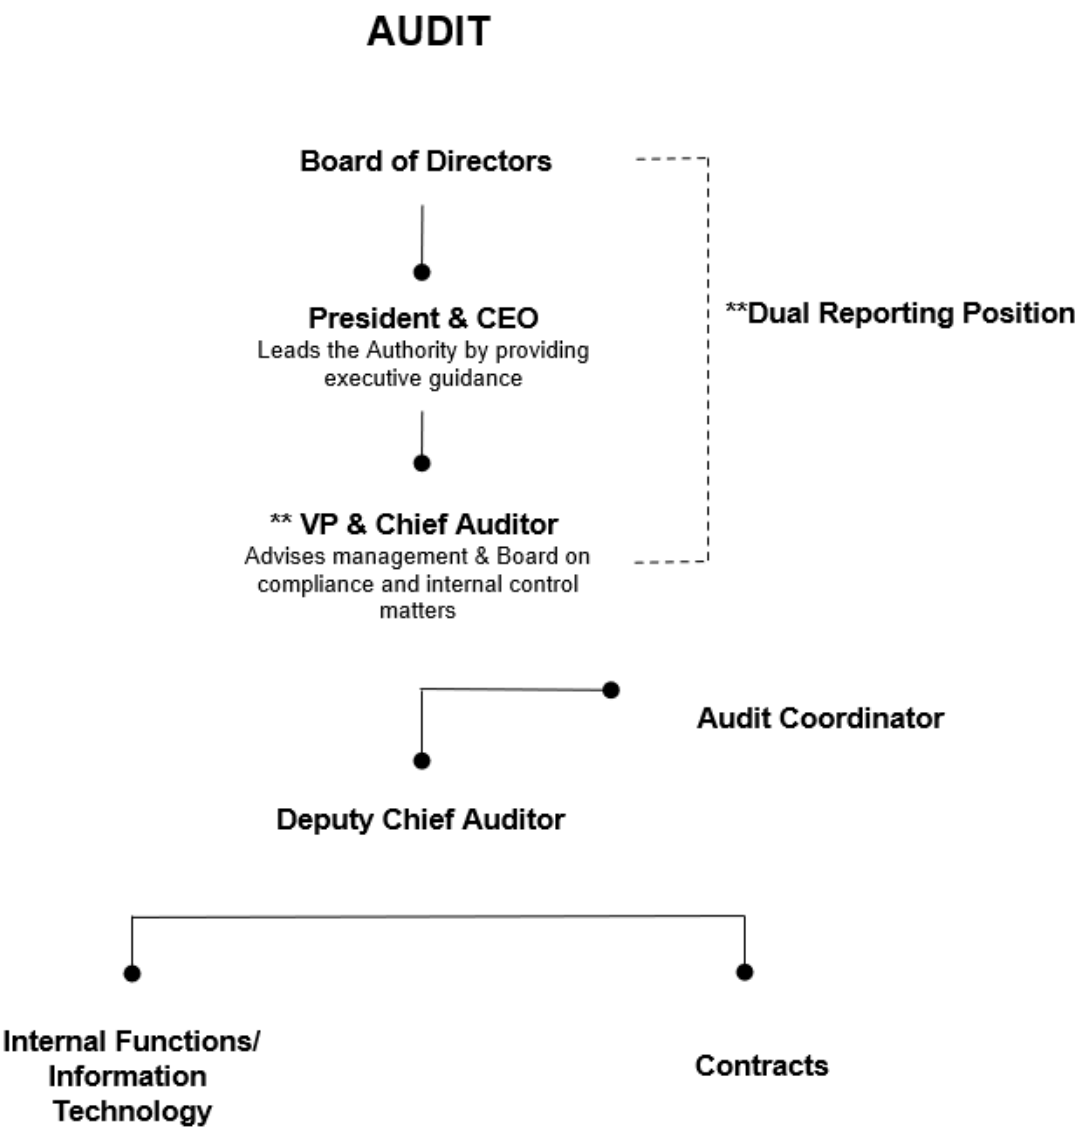 AUDIT
Board of Directors
**Dual Reporting Position
President & CEO
Leads the Authority by providing
executive guidance
** VP & Chief Auditor
Advises management & Board on
compliance and internal control
matters
Audit Coordinator
Deputy Chief Auditor
Internal Functions/
Information
Technology
Contracts